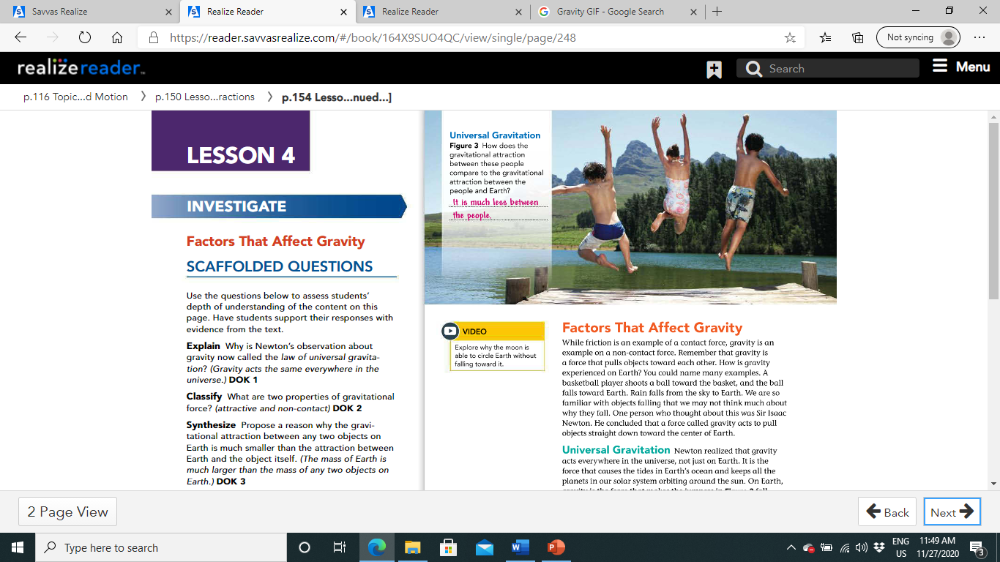 Savvas Realize
Realize Reader
Realize Reader
Gravity GIF - Google Search
https://reader.savvasrealize.com/#/book/164X9SUO4QC/view/single/page/248
Not syncing
realizereader™
Search
Menu
p.116 Topic...d Motion
p.150 Lesso...ractions
p.154 Lesso...nued...]
LESSON 4
INVESTIGATE
Factors That Affect Gravity
SCAFFOLDED QUESTIONS
Use the questions below to assess students'
depth of understanding of the content on this
page. Have students support their responses with
evidence from the text.
Explain Why is Newton's observation about
gravity now called the law of universal gravita-
tion? (Gravity acts the same everywhere in the
universe.) DOK 1
Classify What are two properties of gravitational
force? (attractive and non-contact) DOK 2
Synthesize Propose a reason why the gravi-
tational attraction between any two objects on
Earth is much smaller than the attraction between
Earth and the object itself. (The mass of Earth is
much larger than the mass of any two objects on
Earth.) DOK 3
Universal Gravitation
Figure 3 How does the
gravitational attraction
between these people
compare to the gravitational
attraction between the
people and Earth?
It is much less between
the people.
VIDEO
Explore why the moon is
able to circle Earth without
falling toward it.
Factors That Affect Gravity
While friction is an example of a contact force, gravity is an
example on a non-contact force. Remember that gravity is
a force that pulls objects toward each other. How is gravity
experienced on Earth? You could name many examples. A
basketball player shoots a ball toward the basket, and the ball
falls toward Earth. Rain falls from the sky to Earth. We are so
familiar with objects falling that we may not think much about
why they fall. One person who thought about this was Sir Isaac
Newton. He concluded that a force called gravity acts to pull
objects straight down toward the center of Earth.
Universal Gravitation Newton realized that gravity
acts everywhere in the universe, not just on Earth. It is the
force that causes the tides in Earth's ocean and keeps all the
planets in our solar system orbiting around the sun. On Earth,
2 Page View
Back
Next
Type here to search
ENG
US
11:49 AM
11/27/2020
3